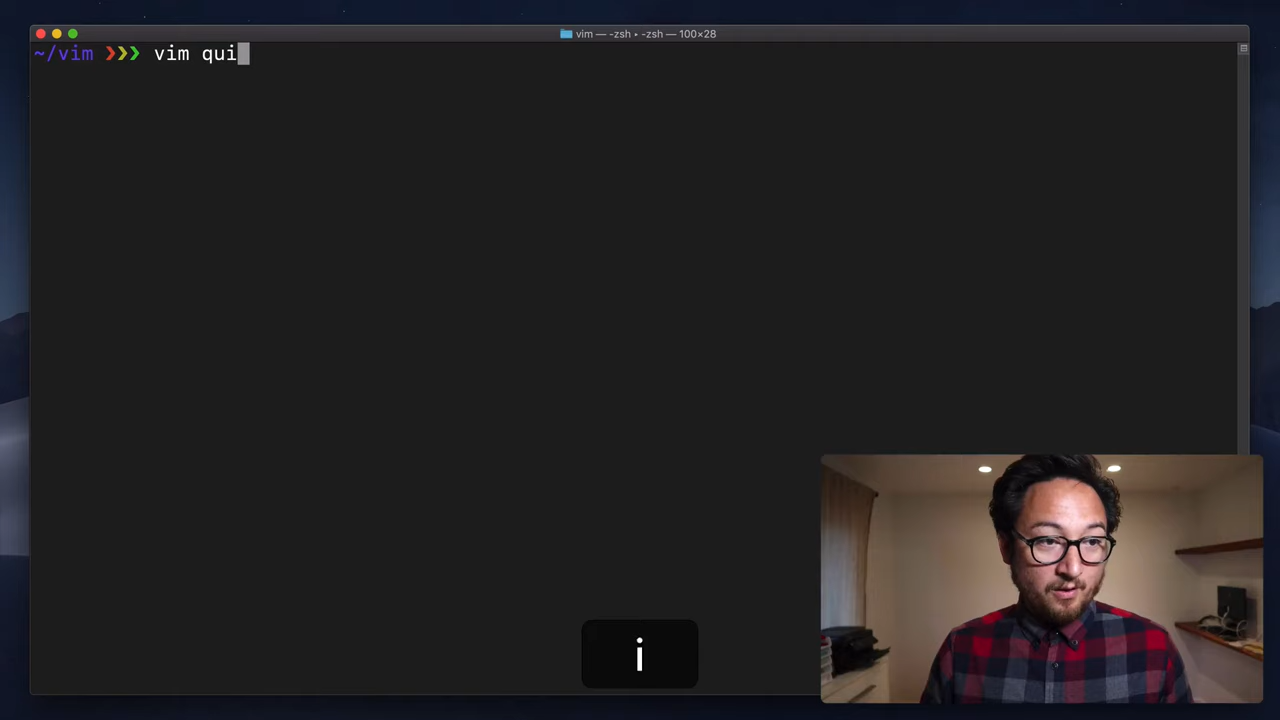 vim — -zsh • -zsh — 100×28
~/vim ❯❯❯ vim qui
i